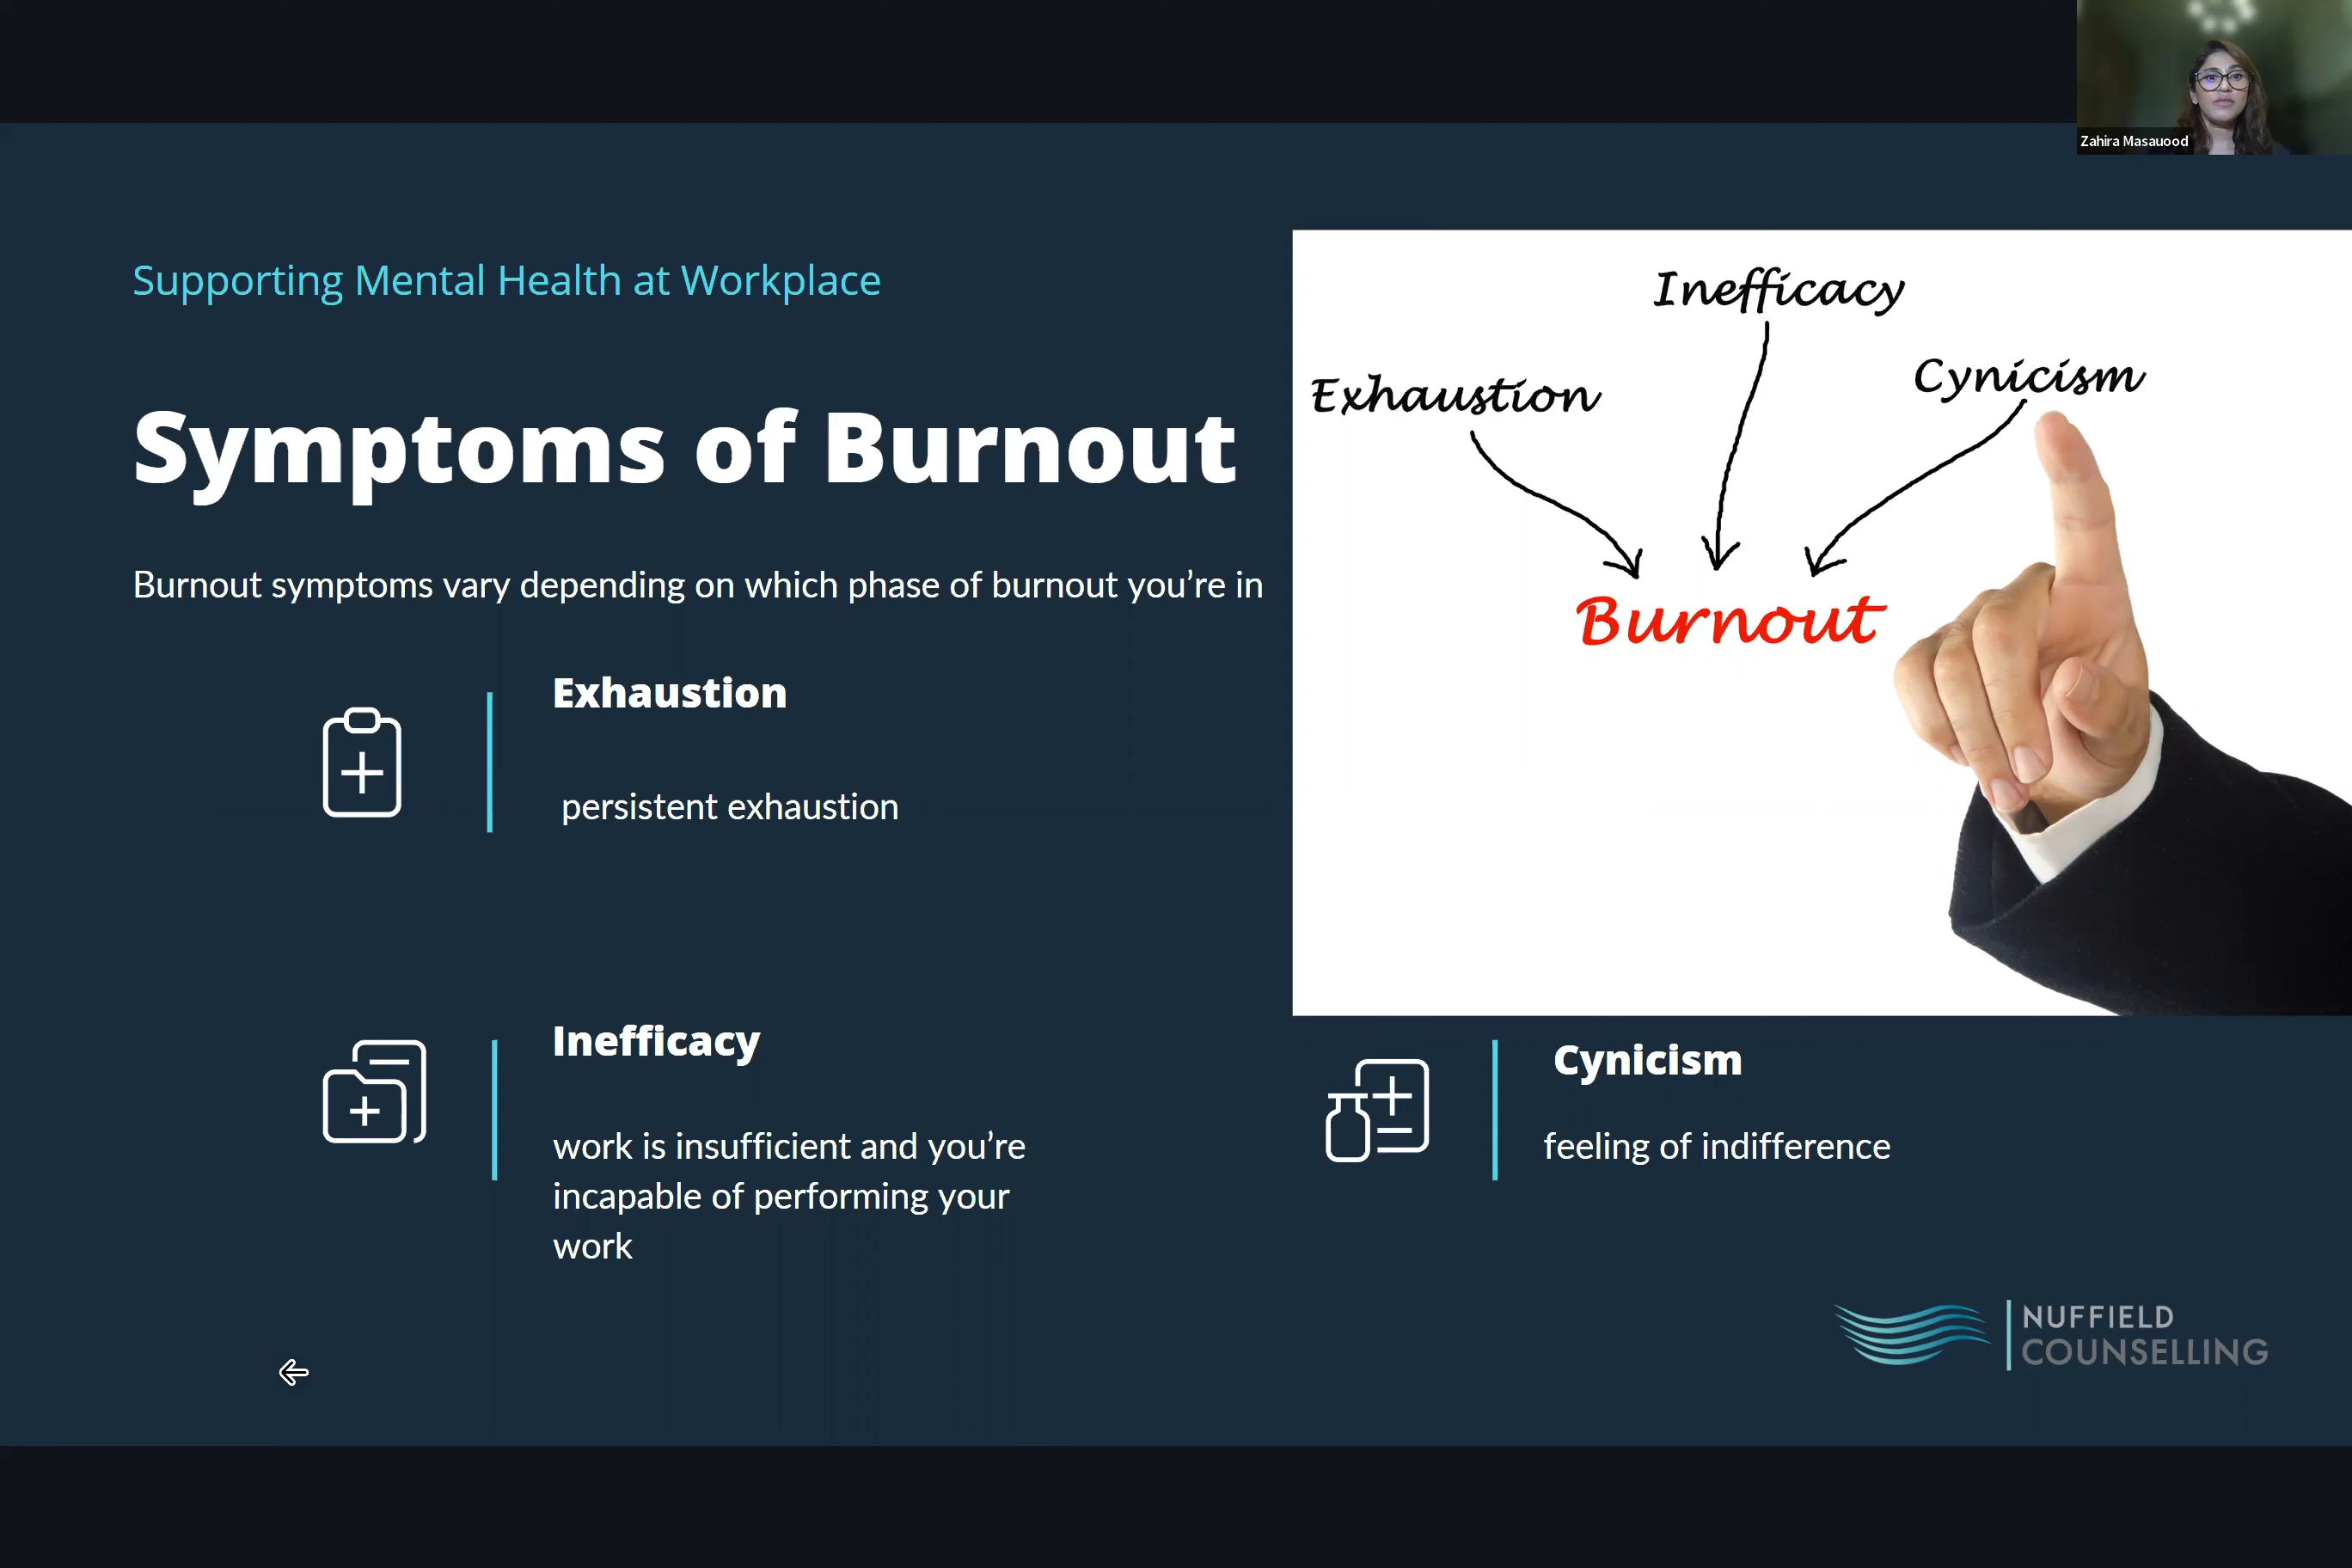 Zahira Masauood
Supporting Mental Health at Workplace
Symptoms of Burnout
Burnout symptoms vary depending on which phase of burnout you’re in
Inefficacy
Exhaustion
Cynicism
Burnout
Exhaustion
persistent exhaustion
Inefficacy
work is insufficient and you’re
incapable of performing your
work
Cynicism
feeling of indifference
NUFFIELD
COUNSELLING